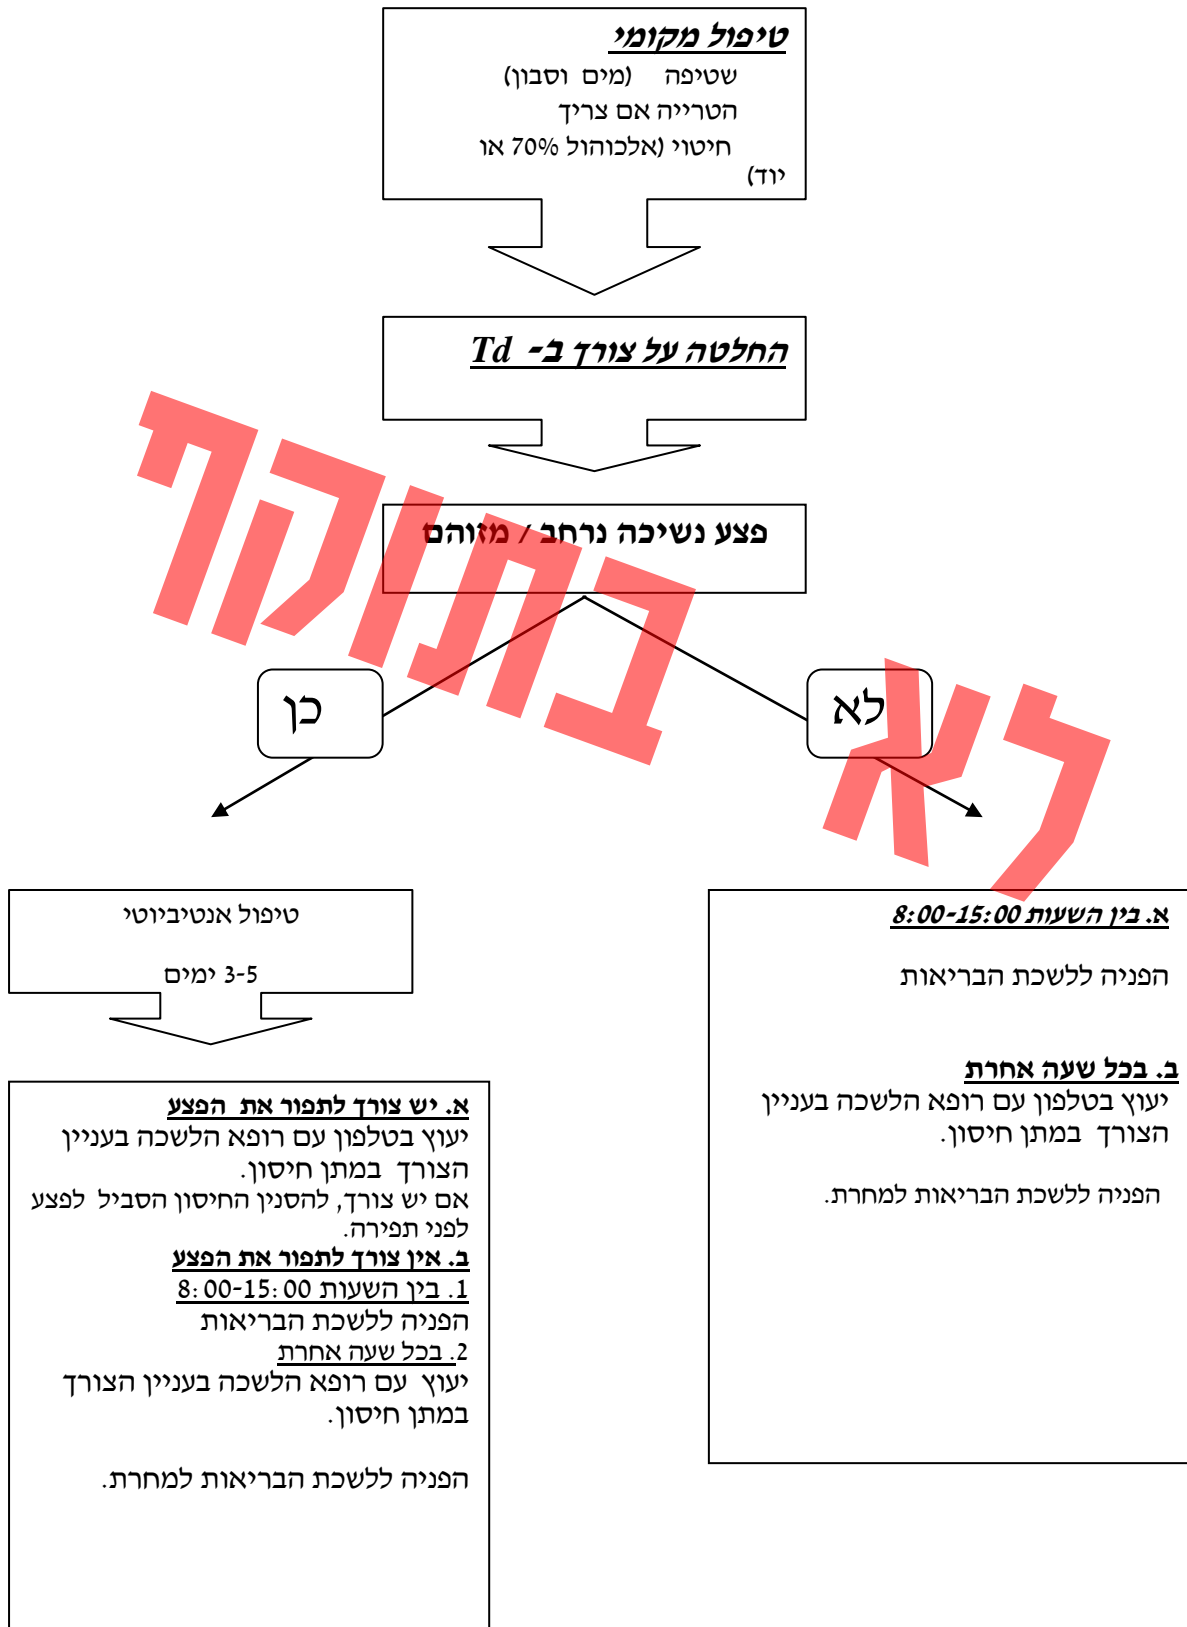 טיפול מקומי
שטיפה (מים וסבון)
הטרייה אם צריך
חיטוי (אלכוהול 70% או
יוד)
החלטה על צורך ב- Td
פצע נשיכה נרחב / מזוהם
כן
לא
לא בתוקף
טיפול אנטיביוטי
3-5 ימים
א. יש צורך לתפור את הפצע
יעוץ בטלפון עם רופא הלשכה בעניין
הצורך במתן חיסון.
אם יש צורך, להסנין החיסון הסביל לפצע
לפני תפירה.
ב. אין צורך לתפור את הפצע
1. בין השעות 8:00-15:00
הפניה ללשכת הבריאות
2. בכל שעה אחרת
יעוץ עם רופא הלשכה בעניין הצורך
במתן חיסון.
הפניה ללשכת הבריאות למחרת.
א. בין השעות 8:00-15:00
הפניה ללשכת הבריאות
ב. בכל שעה אחרת
יעוץ בטלפון עם רופא הלשכה בעניין
הצורך במתן חיסון.
הפניה ללשכת הבריאות למחרת.